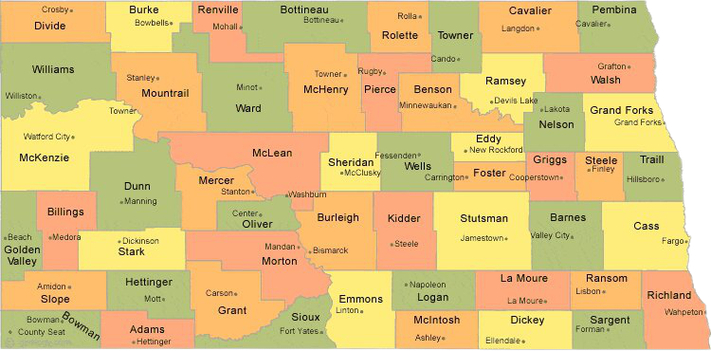 Crosby
Divide
Burke
Bowbells
Renville
Mohall
Bottineau
Bottineau
Rolla
Rolette
Towner
Cando
Cavalier
Langdon
Pembina
Cavalier
Williams
Williston
Stanley
Mountrail
Minot
Ward
Towner
McHenry
Rugby
Pierce
Benson
Minnewaukan
Ramsey
Devils Lake
Grafton
Walsh
Lakota
Nelson
Grand Forks
Grand Forks
Towner
Watford City
McKenzie
McLean
Washburn
Sheridan
McClusky
Fessenden
Wells
Eddy
New Rockford
Carrington
Foster
Griggs
Cooperstown
Steele
Finley
Traill
Hillsboro
Dunn
Manning
Mercer
Stanton
Center
Oliver
Billings
Medora
Beach
Golden
Valley
Dickinson
Stark
Mandan
Morton
Burleigh
Bismarck
Kidder
Steele
Stutsman
Jamestown
Barnes
Valley City
Cass
Fargo
Amidon
Slope
Hettinger
Mott
Carson
Grant
Emmons
Linton
Napoleon
Logan
La Moure
La Moure
Ransom
Lisbon
Richland
Wahpeton
Bowman
Bowman
County Seat
Adams
Hettinger
Sioux
Fort Yates
McIntosh
Ashley
Dickey
Ellendale
Sargent
Forman